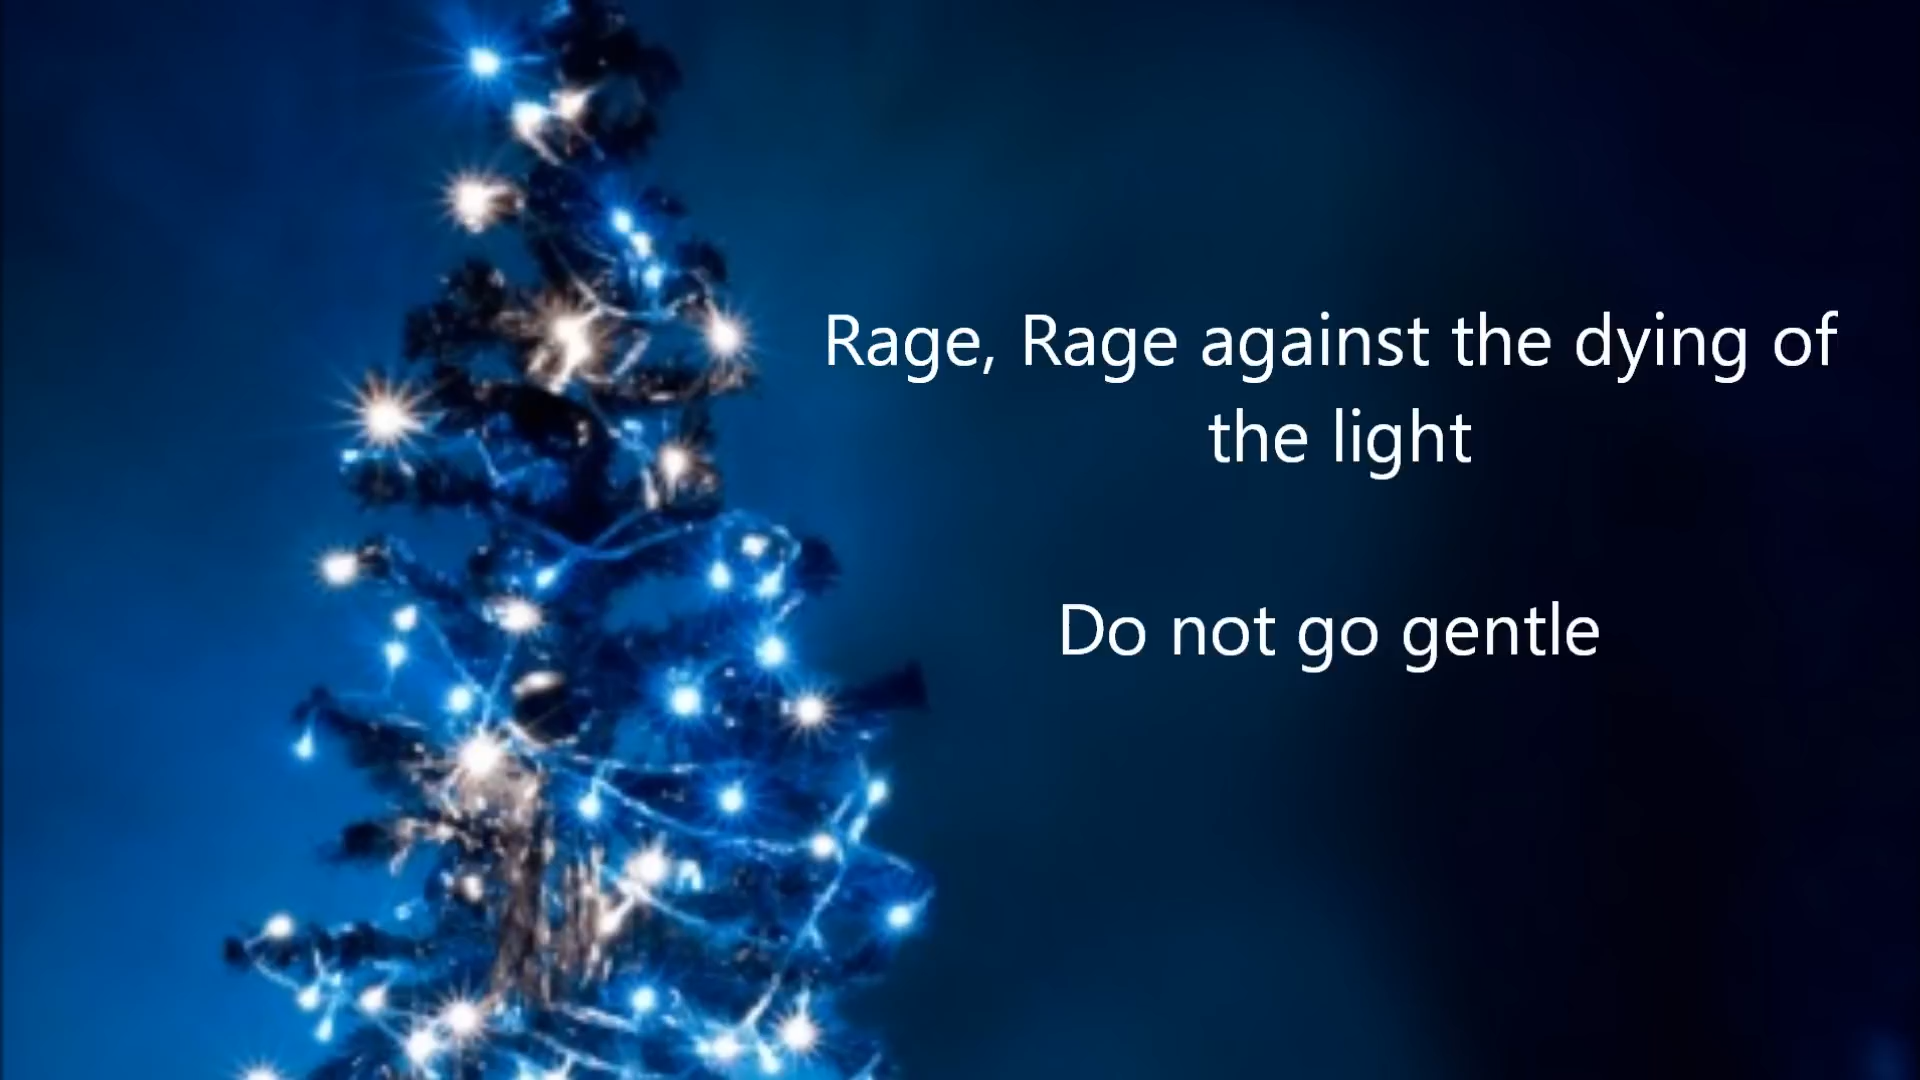 Rage, Rage against the dying of
the light
Do not go gentle